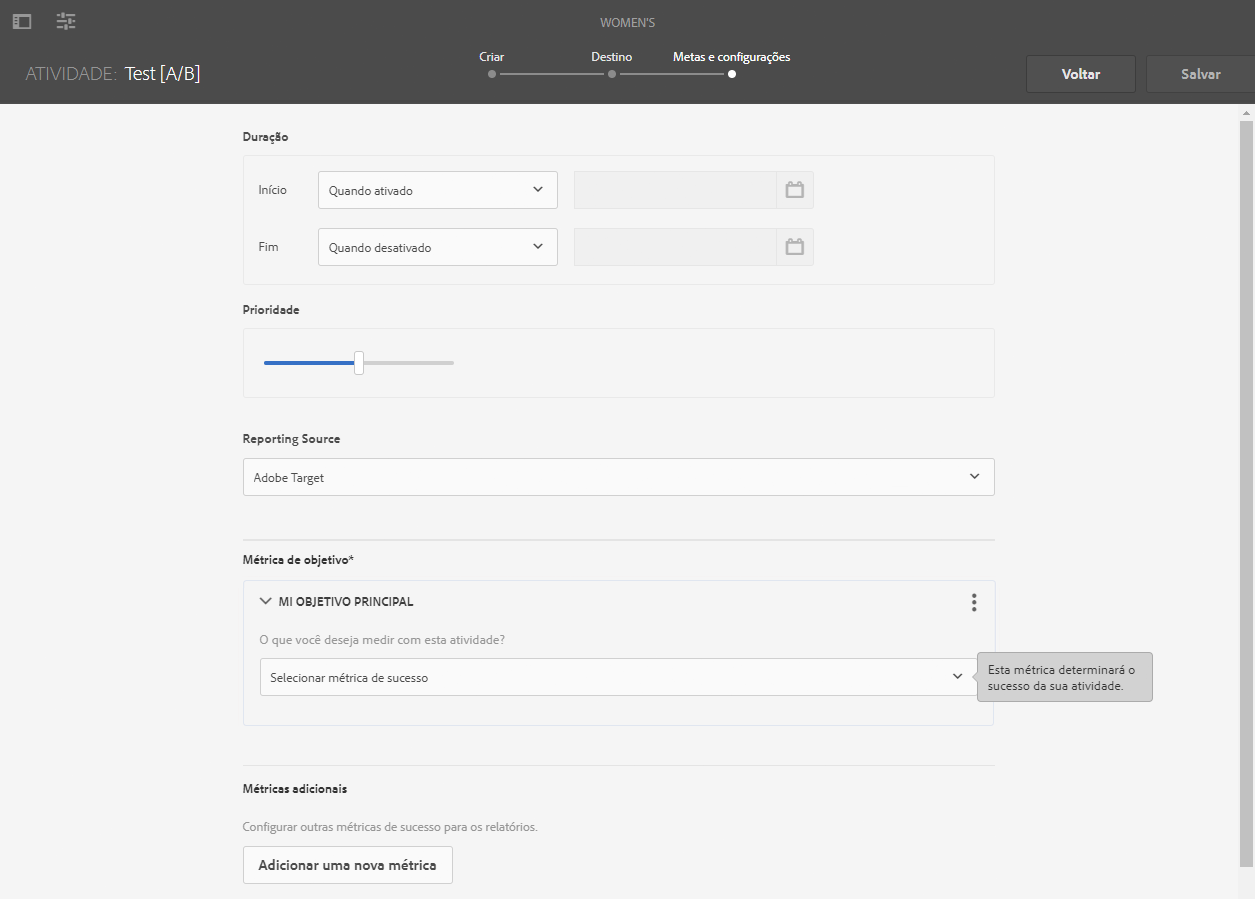 WOMEN'S
ATIVIDADE: Test [A/B]
Criar
Destino
Metas e configurações
Voltar
Salvar
Duração
Início
Quando ativado
Fim
Quando desativado
Prioridade
Reporting Source
Adobe Target
Métrica de objetivo*
MI OBJETIVO PRINCIPAL
O que você deseja medir com esta atividade?
Selecionar métrica de sucesso
Esta métrica determinará o
sucesso da sua atividade.
Métricas adicionais
Configurar outras métricas de sucesso para os relatórios.
Adicionar uma nova métrica